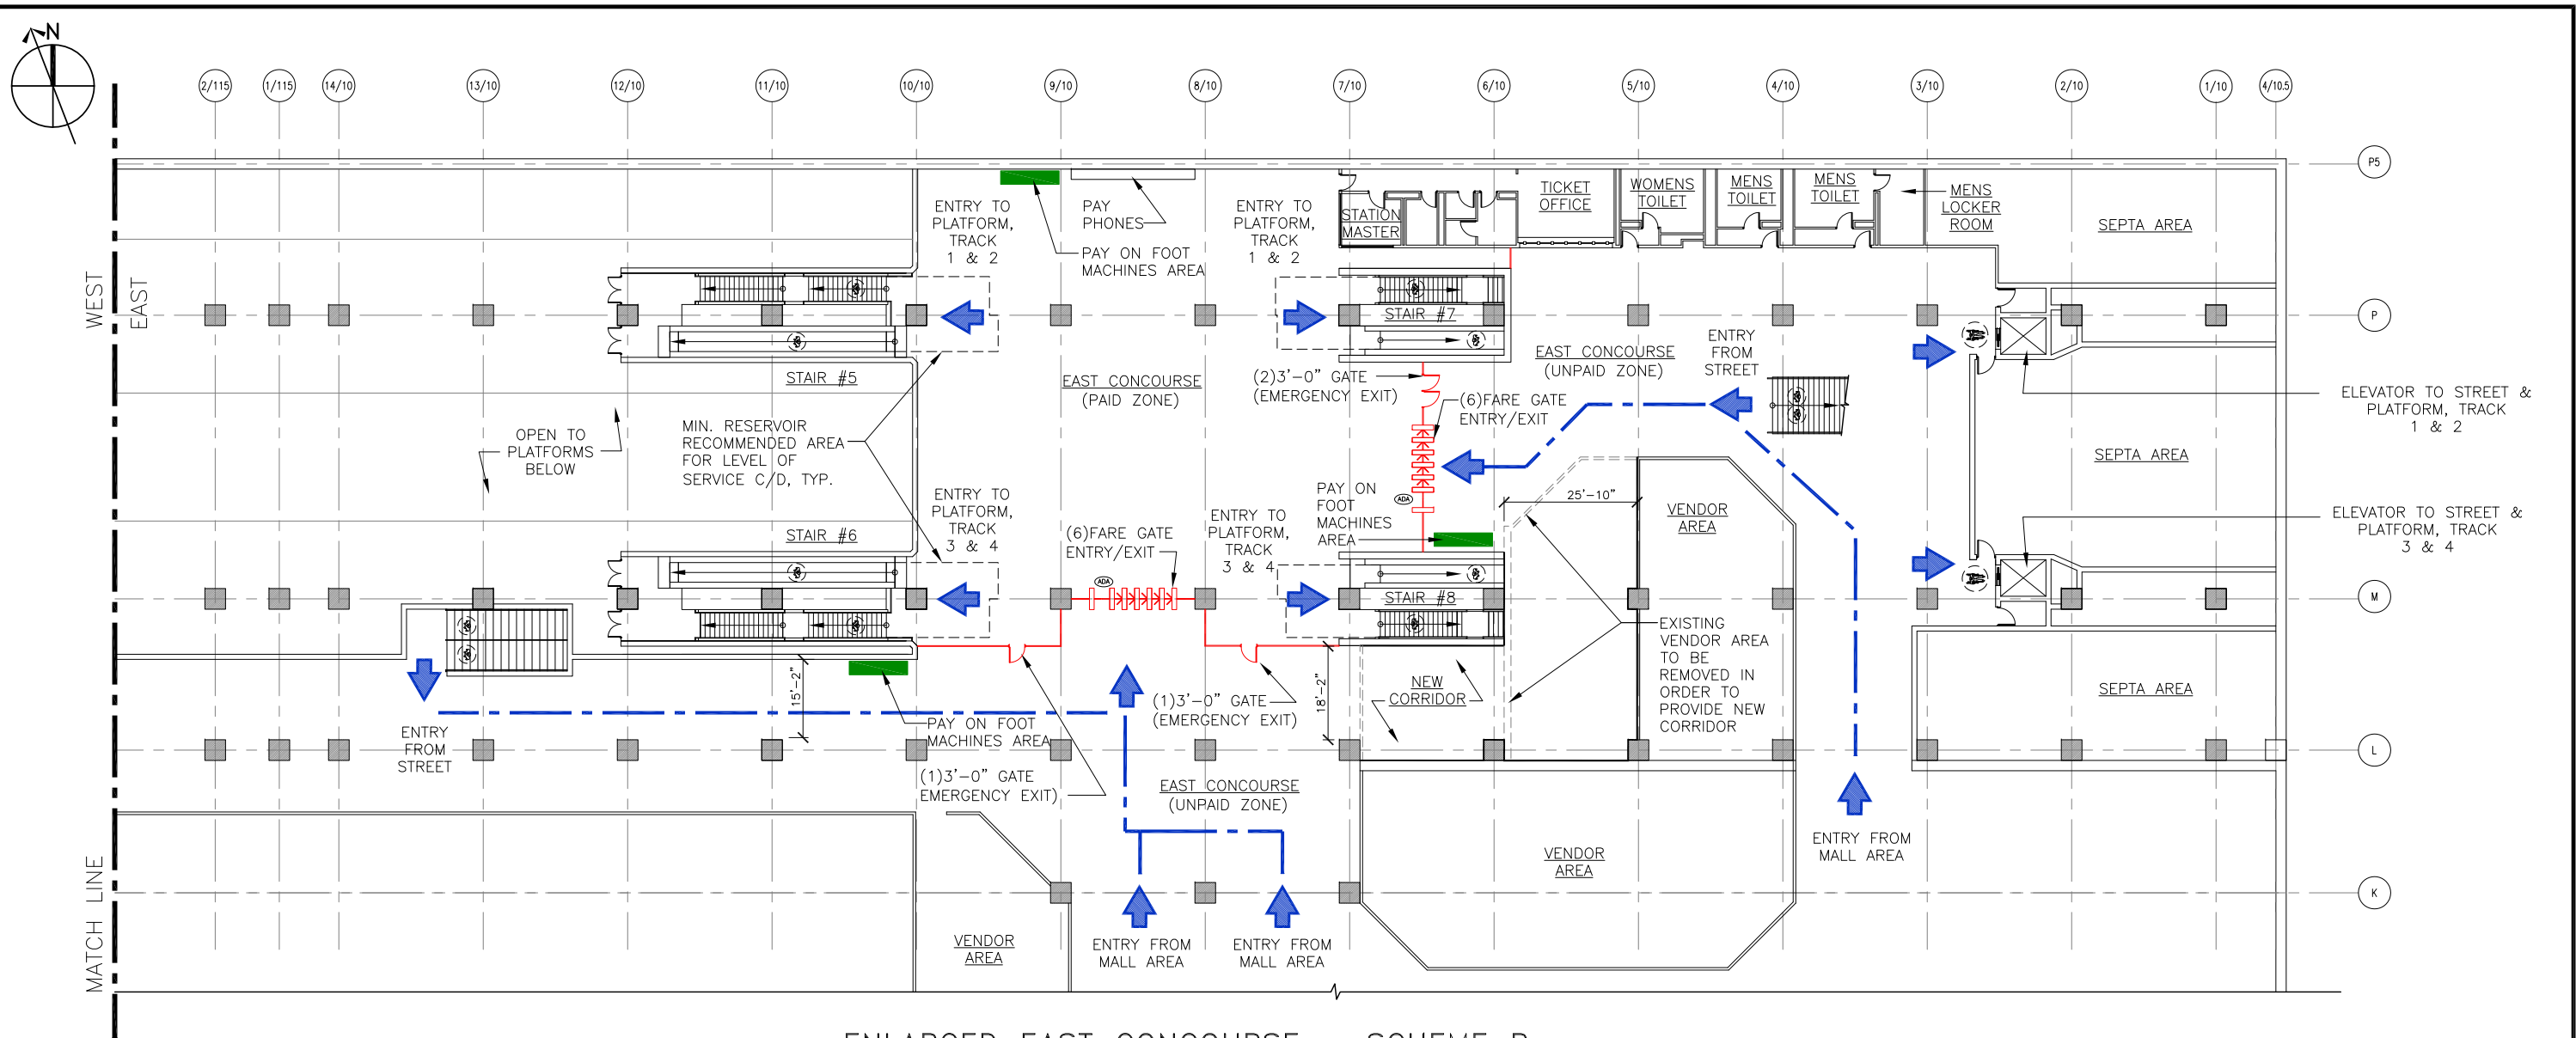 N
2/115
1/115
14/10
13/10
12/10
11/10
10/10
9/10
8/10
7/10
6/10
5/10
4/10
3/10
2/10
1/10
4/10.5
P5
P
M
L
K
WEST
EAST
MATCH LINE
ENTRY TO
PLATFORM,
TRACK
1 & 2
PAY
PHONES
PAY ON FOOT
MACHINES AREA
ENTRY TO
PLATFORM,
TRACK
1 & 2
STATION
MASTER
TICKET
OFFICE
WOMENS
TOILET
MENS
TOILET
MENS
TOILET
MENS
LOCKER
ROOM
SEPTA AREA
STAIR #7
STAIR #5
EAST CONCOURSE
(PAID ZONE)
(2)3'-0" GATE
(EMERGENCY EXIT)
EAST CONCOURSE
(UNPAID ZONE)
ENTRY
FROM
STREET
(6)FARE GATE
ENTRY/EXIT
ELEVATOR TO STREET &
PLATFORM, TRACK
1 & 2
OPEN TO
PLATFORMS
BELOW
MIN. RESERVOIR
RECOMMENDED AREA
FOR LEVEL OF
SERVICE C/D, TYP.
SEPTA AREA
STAIR #6
ENTRY TO
PLATFORM,
TRACK
3 & 4
(6)FARE GATE
ENTRY/EXIT
ADA
ENTRY TO
PLATFORM,
TRACK
3 & 4
PAY ON
FOOT
MACHINES
AREA
ADA
25'-10"
VENDOR
AREA
ELEVATOR TO STREET &
PLATFORM, TRACK
3 & 4
STAIR #8
EXISTING
VENDOR AREA
TO BE
REMOVED IN
ORDER TO
PROVIDE NEW
CORRIDOR
NEW
CORRIDOR
18'-2"
15'-2"
SEPTA AREA
(1)3'-0" GATE
(EMERGENCY EXIT)
PAY ON FOOT
MACHINES AREA
ENTRY
FROM
STREET
(1)3'-0" GATE
EMERGENCY EXIT)
EAST CONCOURSE
(UNPAID ZONE)
ENTRY FROM
MALL AREA
VENDOR
AREA
VENDOR
AREA
ENTRY FROM
MALL AREA
ENTRY FROM
MALL AREA
ENLARGED EAST CONCOURSE - SCHEME B